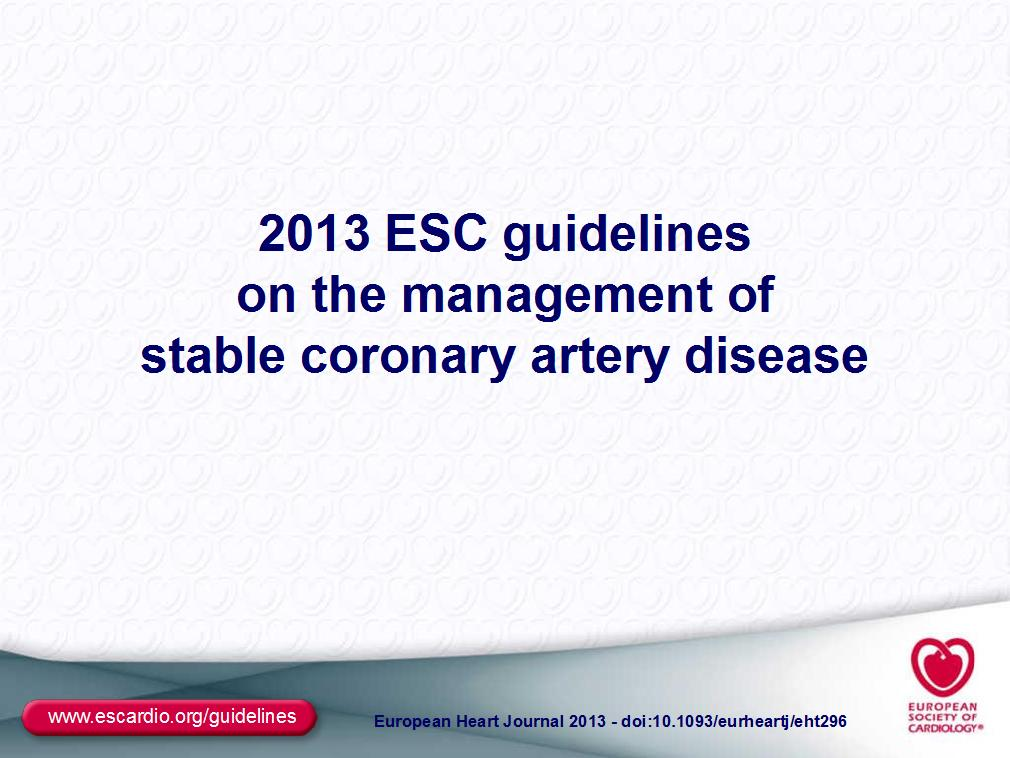 2013 ESC guidelines
on the management of
stable coronary artery disease
www.escardio.org/guidelines
European Heart Journal 2013 - doi:10.1093/eurheartj/eht296
EUROPEAN
SOCIETY OF
CARDIOLOGY®